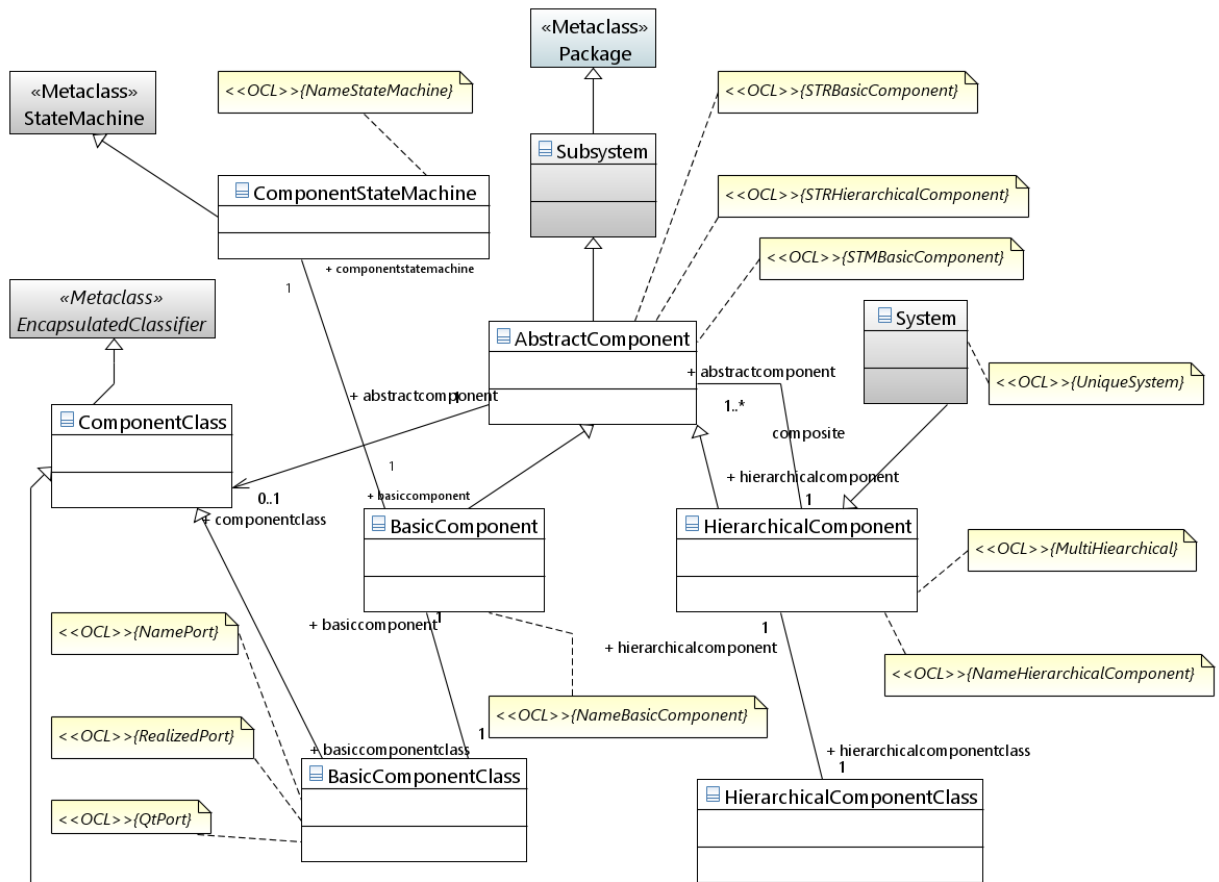 «Metaclass»
Package
«Metaclass»
StateMachine
<<OCL>>{NameStateMachine}
<<OCL>>{STRBasicComponent}
Subsystem
ComponentStateMachine
<<OCL>>{STRHierarchicalComponent}
<<OCL>>{STMBasicComponent}
+ componentstatemachine
1
«Metaclass»
EncapsulatedClassifier
System
AbstractComponent
+ abstractcomponent
<<OCL>>{UniqueSystem}
+ abstractcomponent
1
1..*
ComponentClass
composite
1
+ hierarchicalcomponent
0..1
+ basiccomponent
1
+ componentclass
BasicComponent
HierarchicalComponent
<<OCL>>{MultiHiearchical}
<<OCL>>{NamePort}
+ basiccomponent
1
1
+ hierarchicalcomponent
<<OCL>>{NameHierarchicalComponent}
<<OCL>>{NameBasicComponent}
<<OCL>>{RealizedPort}
1
+ basiccomponentclass
+ hierarchicalcomponentclass
1
BasicComponentClass
HierarchicalComponentClass
<<OCL>>{QtPort}